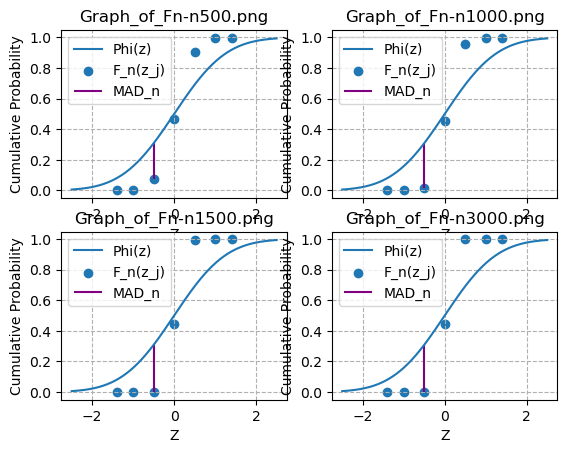 Graph_of_Fn-n500.png
Cumulative Probability
1.0
0.8
0.6
0.4
0.2
0.0
Phi(z)
F_n(z_j)
MAD_n
−2
0
2
Z
Graph_of_Fn-n1000.png
Cumulative Probability
1.0
0.8
0.6
0.4
0.2
0.0
Phi(z)
F_n(z_j)
MAD_n
−2
0
2
Z
Graph_of_Fn-n1500.png
Cumulative Probability
1.0
0.8
0.6
0.4
0.2
0.0
Phi(z)
F_n(z_j)
MAD_n
−2
0
2
Z
Graph_of_Fn-n3000.png
Cumulative Probability
1.0
0.8
0.6
0.4
0.2
0.0
Phi(z)
F_n(z_j)
MAD_n
−2
0
2
Z